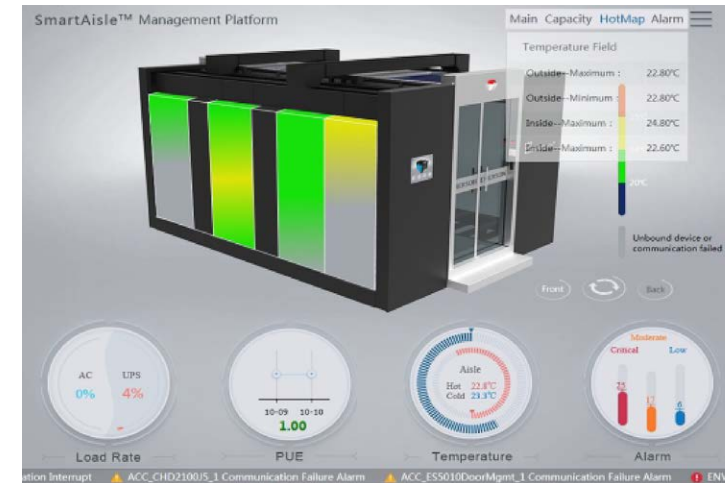 SmartAisle™ Management Platform
Main Capacity HotMap Alarm
Temperature Field
Outside--Maximum : 22.80℃
Outside--Minimum : 22.80℃
Inside--Maximum : 24.80℃
Inside--Maximum : 22.60℃
20℃
Unbound device or
communication failed
Front
Back
AC UPS
0% 4%
10-09 10-10
1.00
Aisle
Hot 22.8℃
Cold 23.3℃
Moderate
Critical Low
25 12 6
Load Rate PUE Temperature Alarm
ation Interrupt ACC_CHD2100J5_1 Communication Failure Alarm ACC_ES5010DoorMgmt_1 Communication Failure Alarm